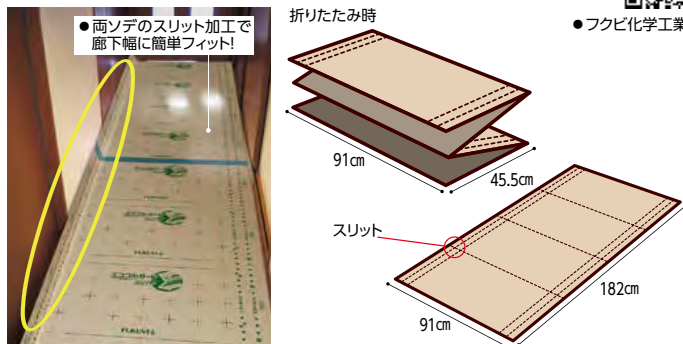 ●両ソデのスリット加工で
廊下幅に簡単フィット!
FUKUVI
折りたたみ時
●フクビ化学工業
91㎝
45.5㎝
スリット
91㎝
182㎝